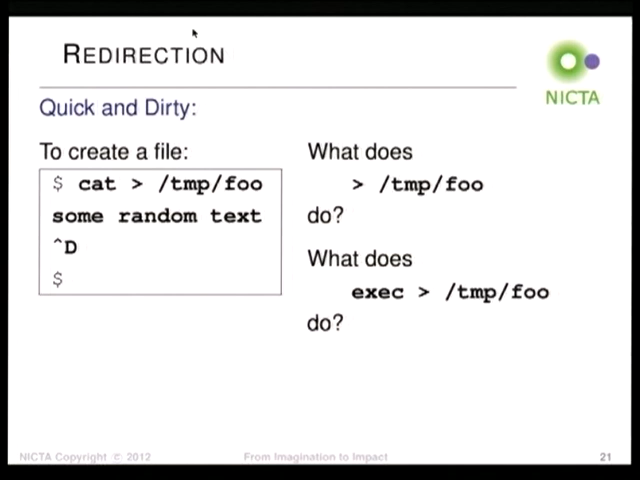 REDIRECTION
NICTA
Quick and Dirty:
To create a file:
$ cat > /tmp/foo
some random text
^D
$
What does
> /tmp/foo
do?
What does
exec > /tmp/foo
do?
NICTA Copyright © 2012
From Imagination to Impact
21